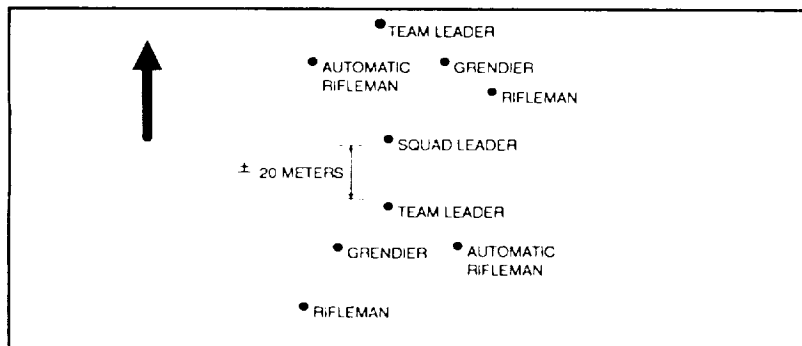 TEAM LEADER
AUTOMATIC
RIFLEMAN
GRENDIER
RIFLEMAN
SQUAD LEADER
± 20 METERS
TEAM LEADER
GRENDIER
AUTOMATIC
RIFLEMAN
RIFLEMAN